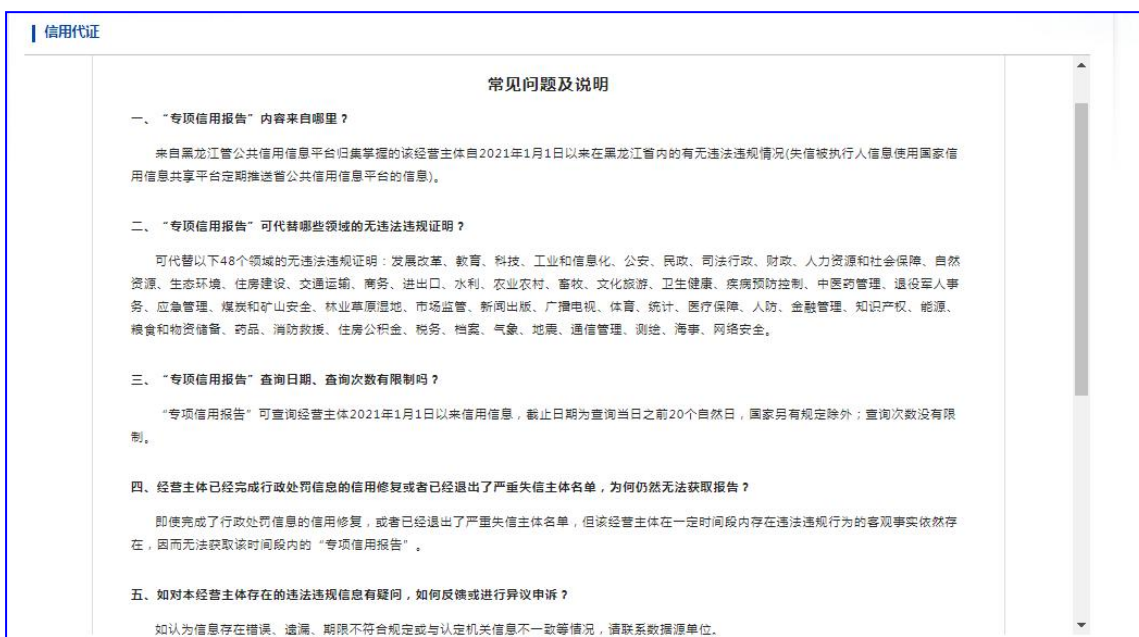 信用代证
常见问题及说明
一、“专项信用报告”内容来自哪里？
来自黑龙江管公共信用信息平台归集掌握的该经营主体自2021年1月1日以来在黑龙江省内的有无违法违规情况(失信被执行人信息使用国家信
用信息共享平台定期推送省公共信用信息平台的信息)。
二、“专项信用报告”可代替哪些领域的无违法违规证明？
可代替以下48个领域的无违法违规证明：发展改革、教育、科技、工业和信息化、公安、民政、司法行政、财政、人力资源和社会保障、自然
资源、生态环境、住房建设、交通运输、商务、进出口、水利、农业农村、畜牧、文化旅游、卫生健康、疾病预防控制、中医药管理、退役军人事
务、应急管理、煤炭和矿山安全、林业草原湿地、市场监管、新闻出版、广播电视、体育、统计、医疗保障、人防、金融管理、知识产权、能源、
粮食和物资储备、药品、消防救援、住房公积金、税务、档案、气象、地震、通信管理、测绘、海事、网络安全。
三、“专项信用报告”查询日期、查询次数有限制吗？
“专项信用报告”可查询经营主体2021年1月1日以来信用信息，截止日期为查询当日之前20个自然日，国家另有规定除外；查询次数没有限
制。
四、经营主体已经完成行政处罚信息的信用修复或者已经退出了严重失信主体名单，为何仍然无法获取报告？
即使完成了行政处罚信息的信用修复，或者已经退出了严重失信主体名单，但该经营主体在一定时间段内存在违法违规行为的客观事实依然存
在，因而无法获取该时间段内的“专项信用报告”。
五、如对本经营主体存在的违法违规信息有疑问，如何反馈或进行异议申诉？
如认为信息存在错误、遗漏、期限不符合规定或与认定机关信息不一致等情况，请联系数据源单位。